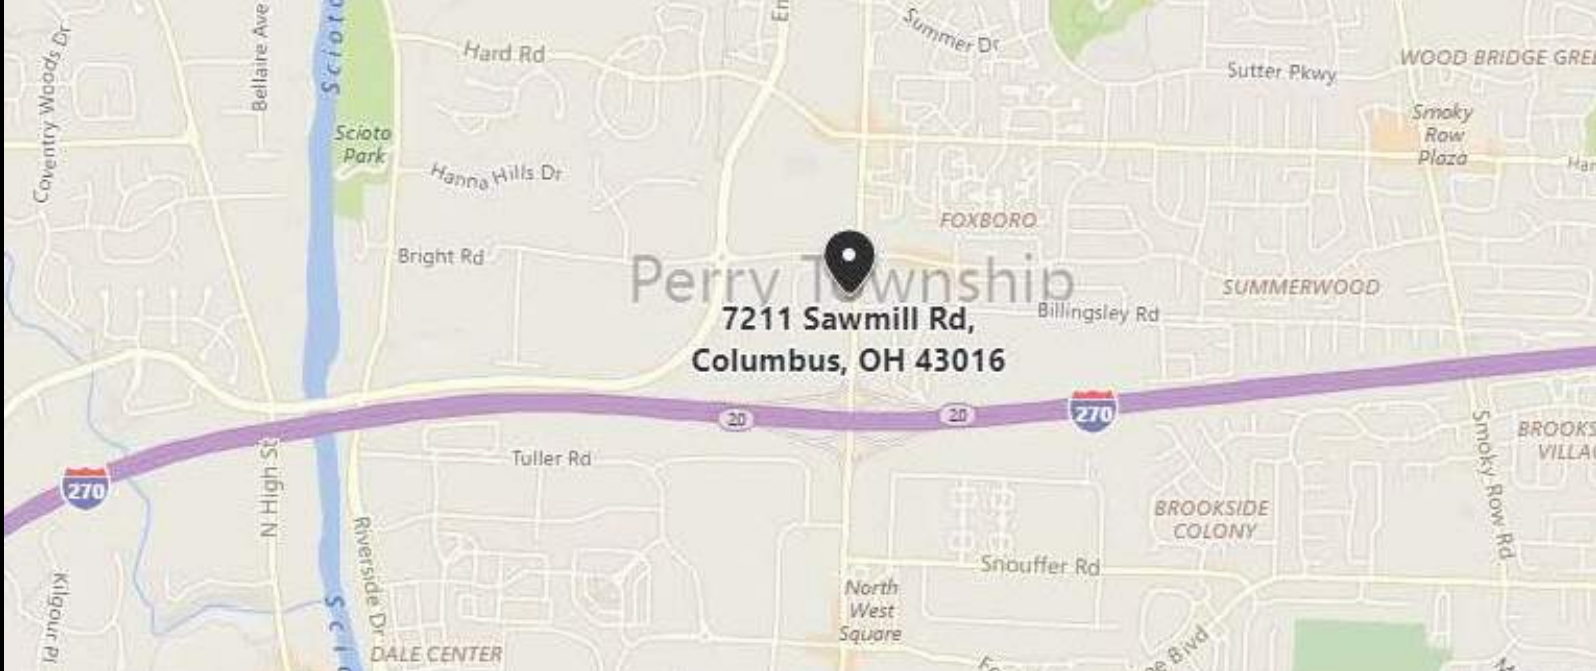 Coventry Woods Dr
Bellaire Ave
Scioto
Hard Rd
Summer Dr
Sutter Pkwy
WOOD BRIDGE
Scioto
Park
Smoky
Row
Plaza
Hanna Hills Dr
FOXBORO
Bright Rd
Perry Township
SUMMERWOOD
7211 Sawmill Rd,
Columbus, OH 43016
Billingsley Rd
20
20
270
270
N High St
Tuller Rd
Smoky Row Rd
BROOKSIDE
COLONY
Riverside Dr
Snouffer Rd
Kilgour Pl
North
West
Square
DALE CENTER
Blvd